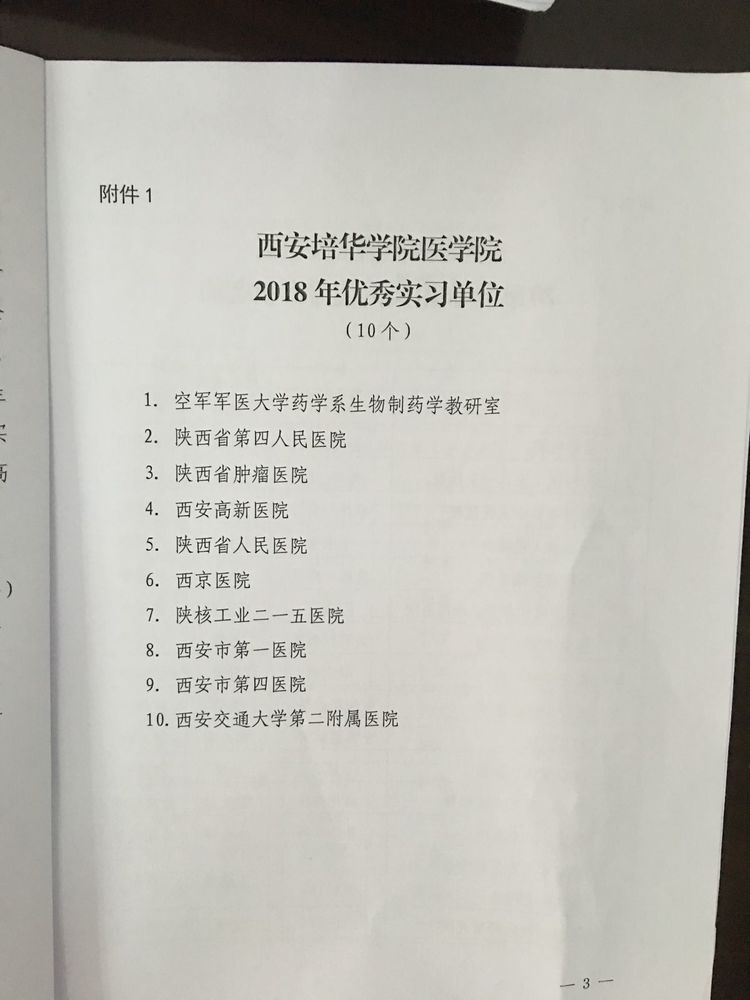 附件 1
西安培华学院医学院
2018 年优秀实习单位
（10 个）
1. 空军军医大学药学系生物制药学教研室
2. 陕西省第四人民医院
3. 陕西省肿瘤医院
4. 西安高新医院
5. 陕西省人民医院
6. 西京医院
7. 陕核工业二一五医院
8. 西安市第一医院
9. 西安市第四医院
10. 西安交通大学第二附属医院
— 3 —